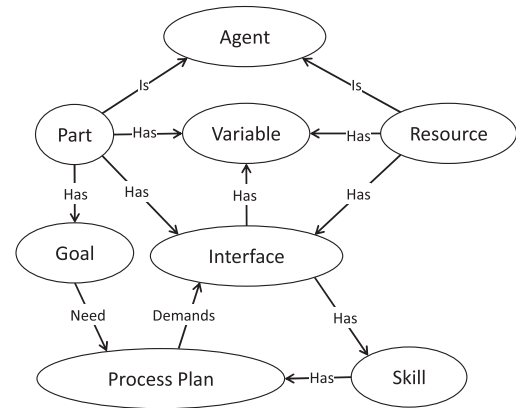 Agent
Is
Is
Part
Has
Variable
Has
Resource
Has
Has
Has
Has
Goal
Interface
Need
Demands
Has
Process Plan
Has
Skill